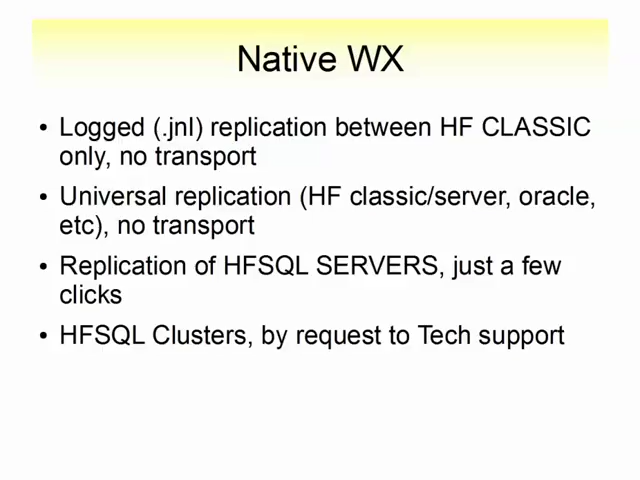 Native WX
• Logged (.jnl) replication between HF CLASSIC
only, no transport
• Universal replication (HF classic/server, oracle,
etc), no transport
• Replication of HFSQL SERVERS, just a few
clicks
• HFSQL Clusters, by request to Tech support